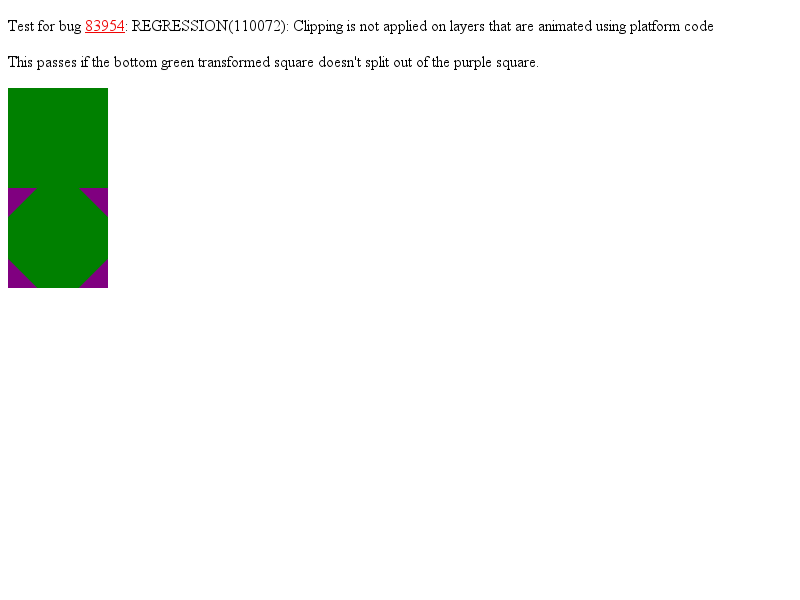 Test for bug 83954: REGRESSION(110072): Clipping is not applied on layers that are animated using platform code
This passes if the bottom green transformed square doesn't split out of the purple square.